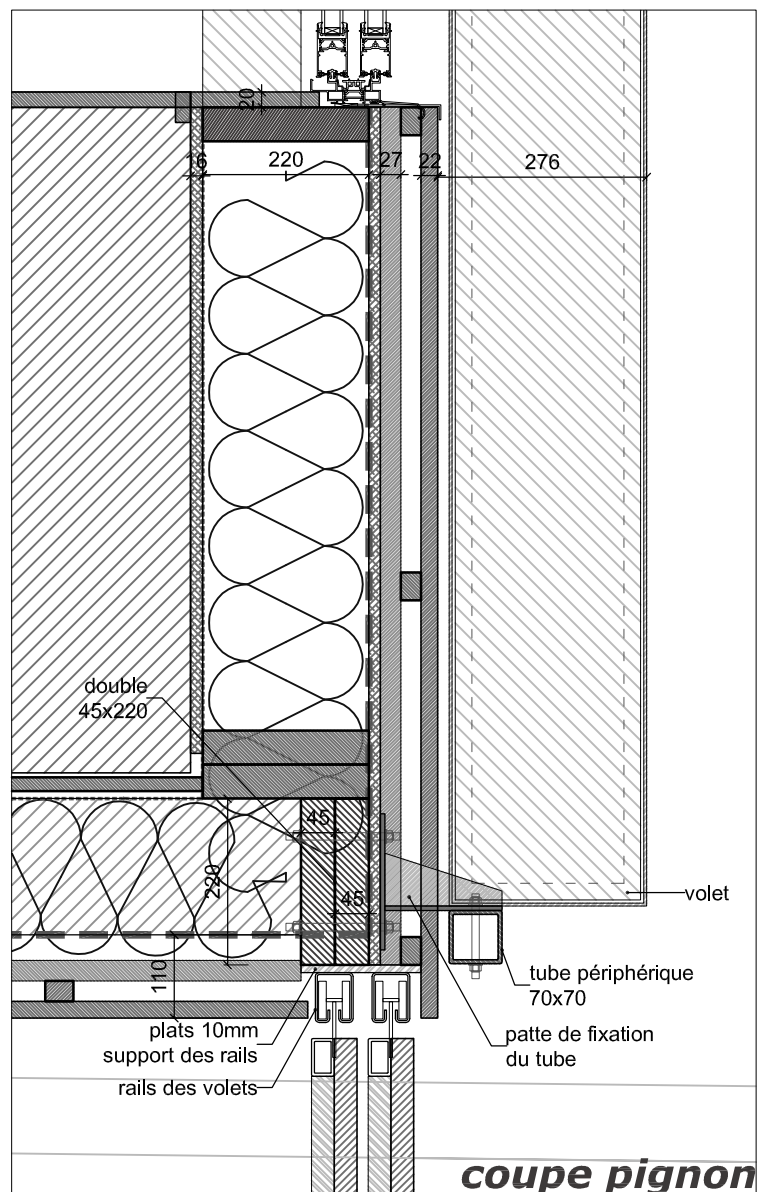 20
16
220
27
22
276
double
45x220
45
220
45
volet
110
tube périphérique
70x70
plats 10mm
support des rails
patte de fixation
du tube
rails des volets
coupe pignon